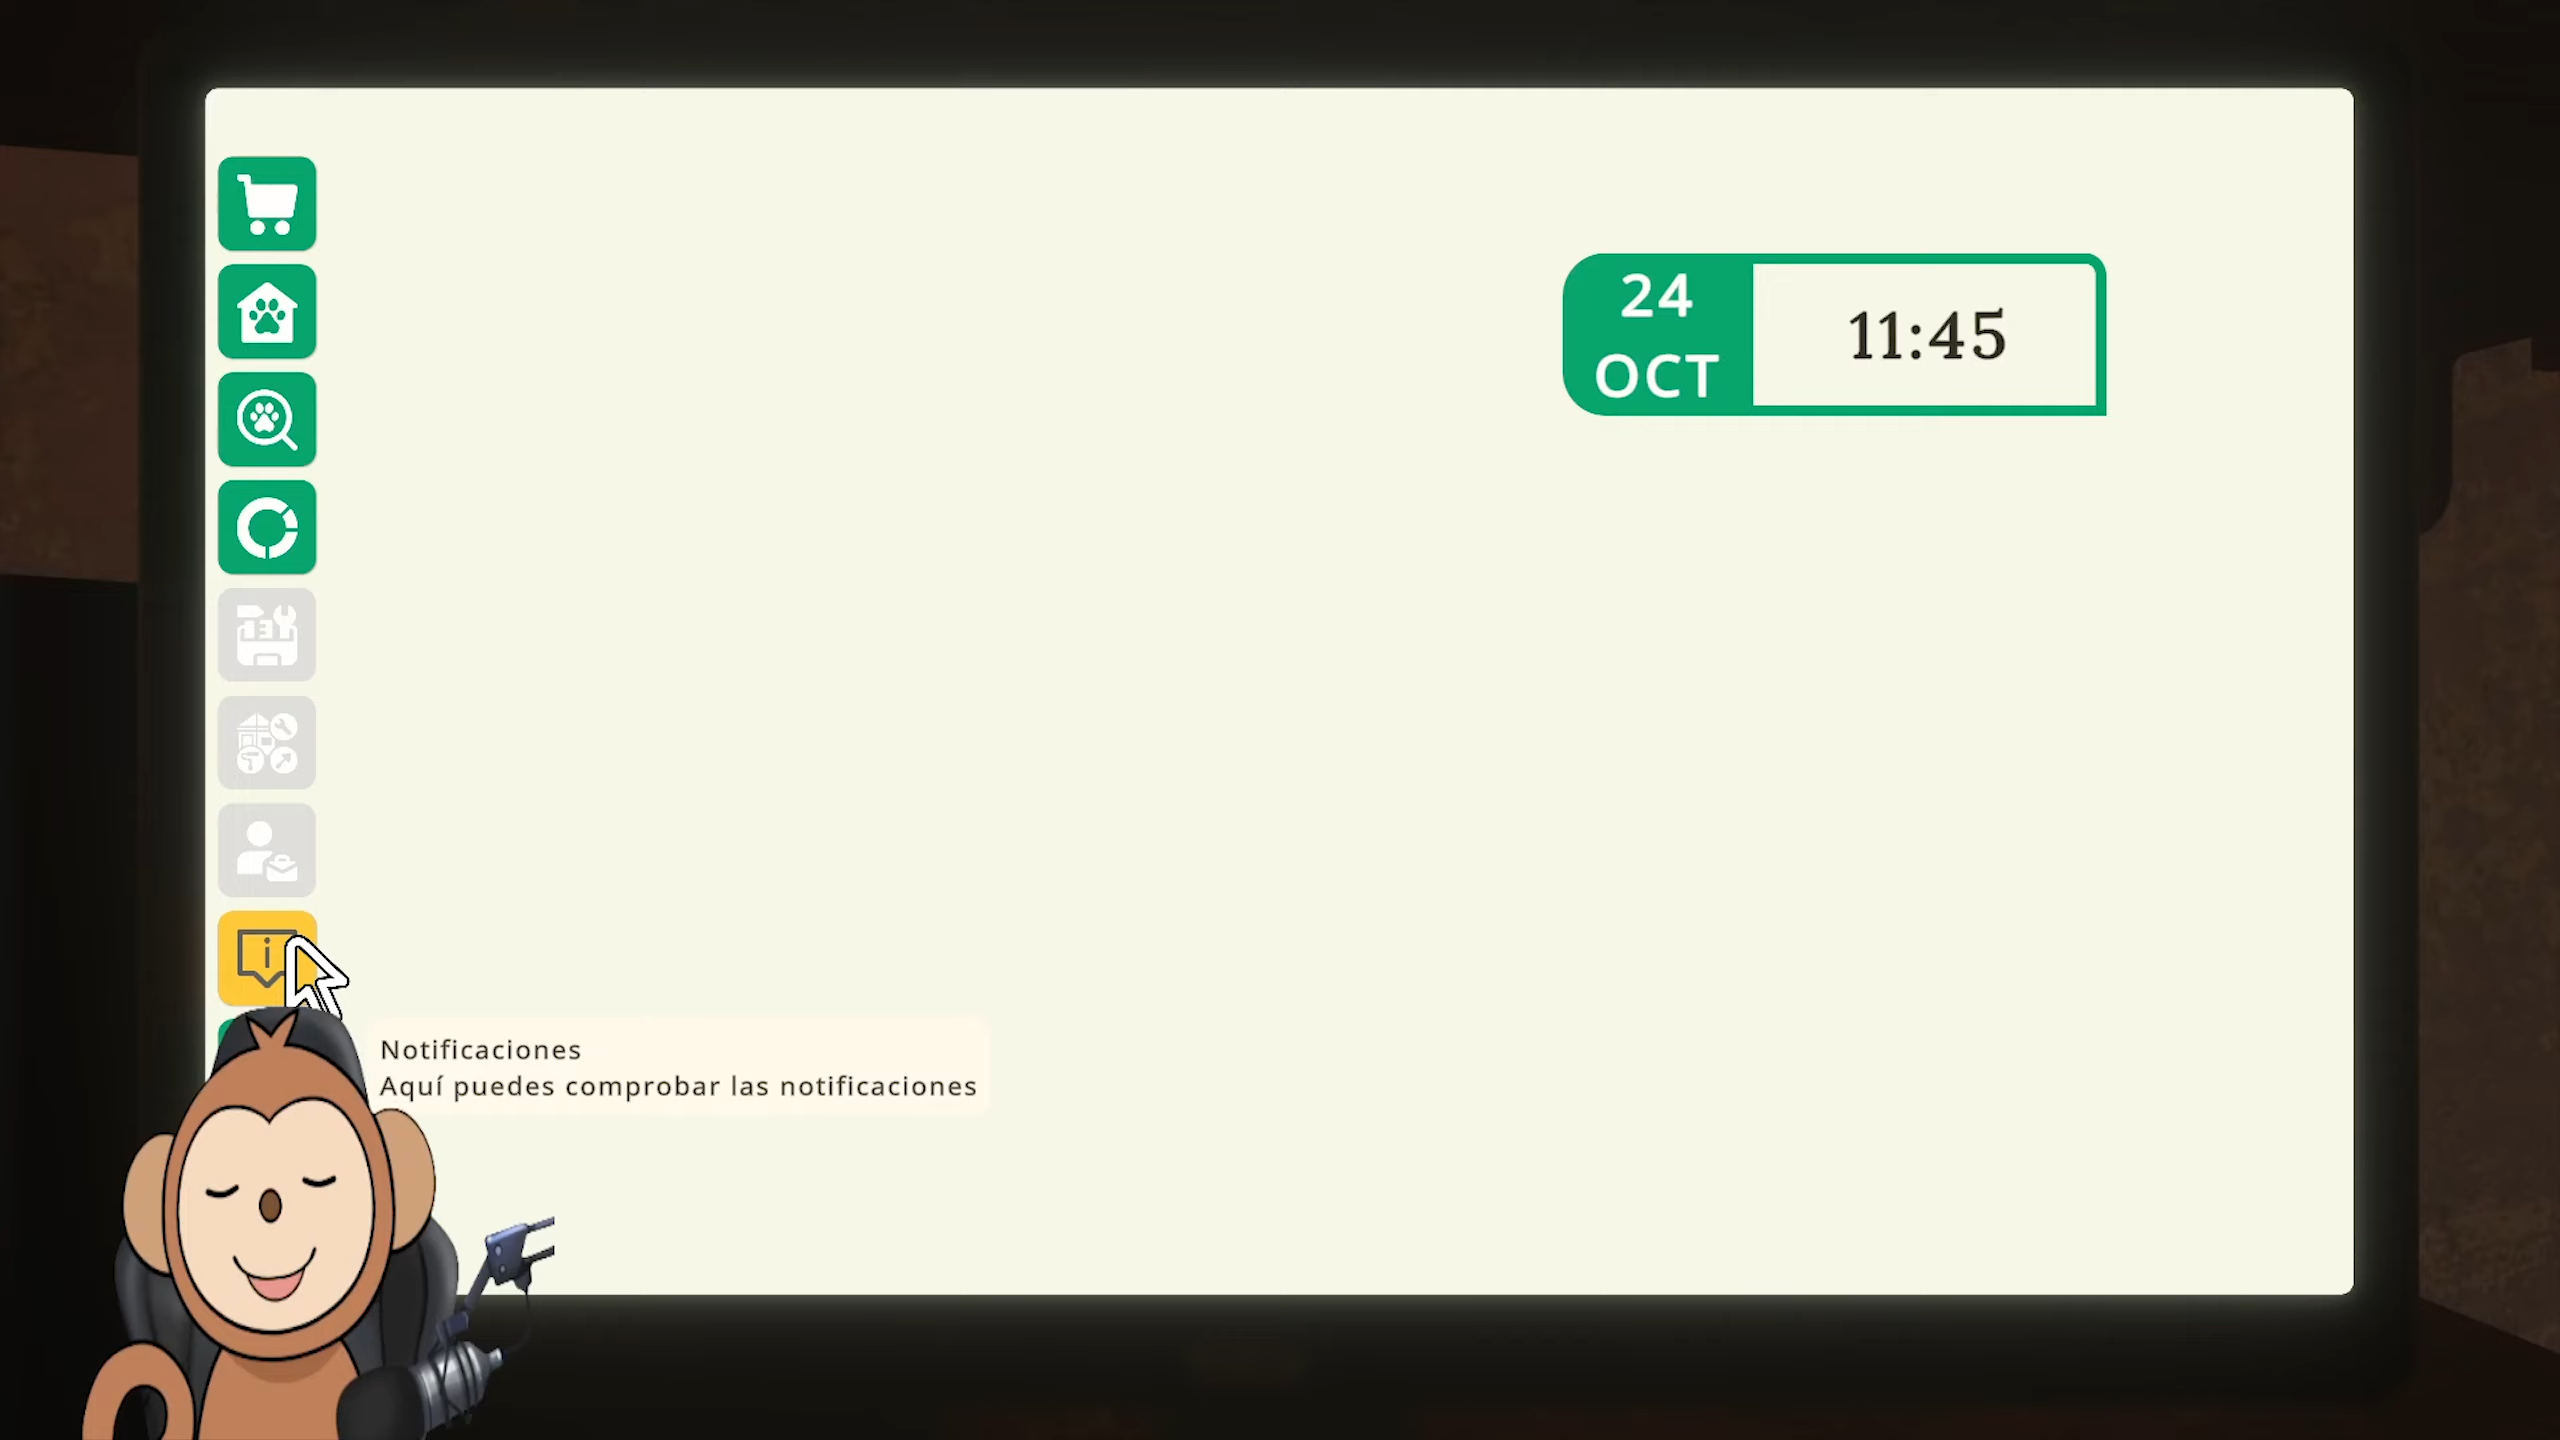 24
OCT
11:45
Notificaciones
Aquí puedes comprobar las notificaciones